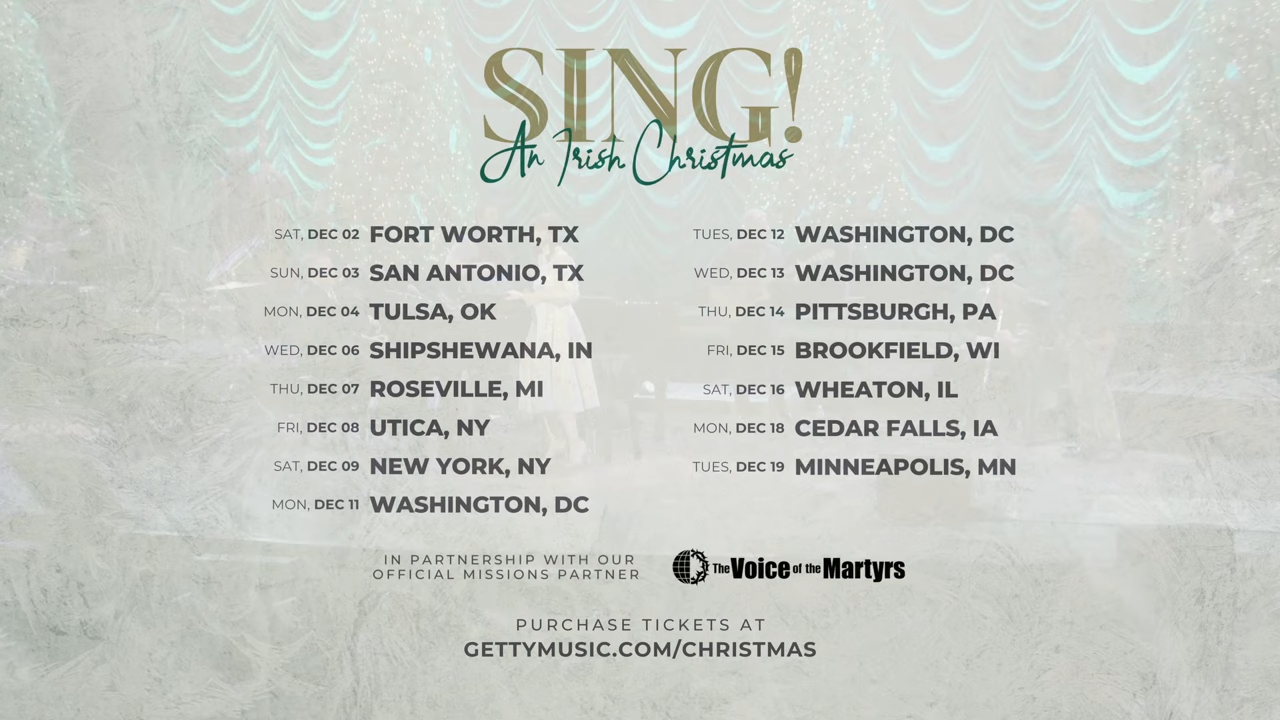 SING!
An Irish Christmas
SAT, DEC 02 FORT WORTH, TX
SUN, DEC 03 SAN ANTONIO, TX
MON, DEC 04 TULSA, OK
WED, DEC 06 SHIPSHEWANA, IN
THU, DEC 07 ROSEVILLE, MI
FRI, DEC 08 UTICA, NY
SAT, DEC 09 NEW YORK, NY
MON, DEC 11 WASHINGTON, DC
TUES, DEC 12 WASHINGTON, DC
WED, DEC 13 WASHINGTON, DC
THU, DEC 14 PITTSBURGH, PA
FRI, DEC 15 BROOKFIELD, WI
SAT, DEC 16 WHEATON, IL
MON, DEC 18 CEDAR FALLS, IA
TUES, DEC 19 MINNEAPOLIS, MN
IN PARTNERSHIP WITH OUR
OFFICIAL MISSIONS PARTNER
The Voice of the Martyrs
PURCHASE TICKETS AT
GETTYMUSIC.COM/CHRISTMAS